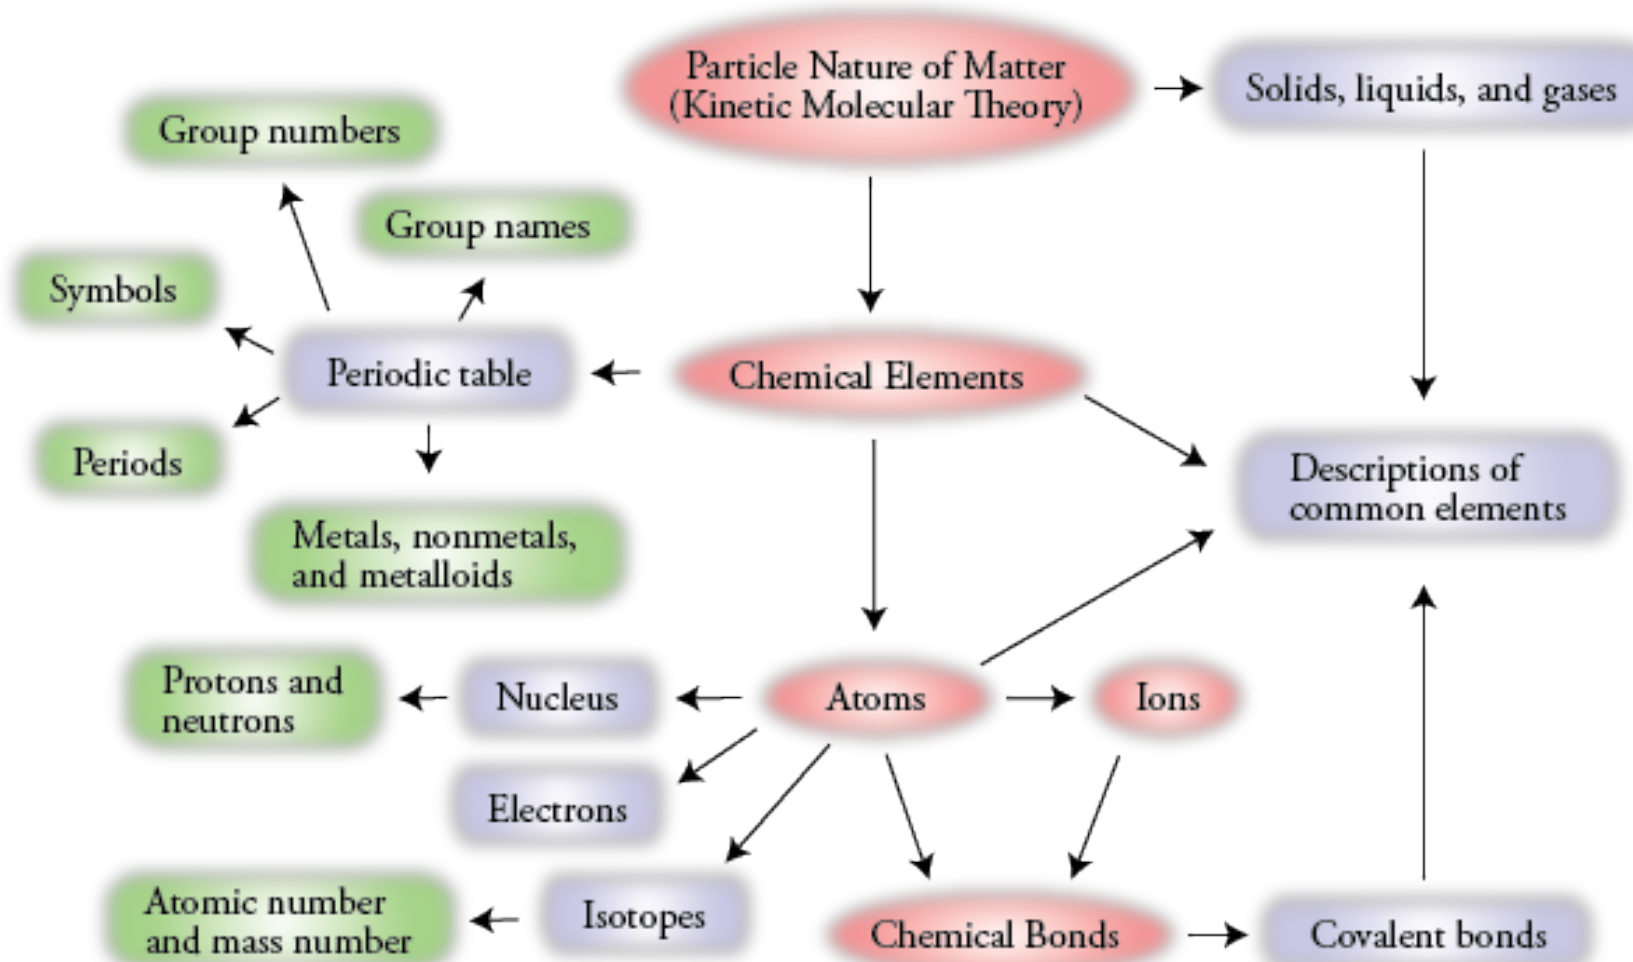 Particle Nature of Matter
(Kinetic Molecular Theory)
Solids, liquids, and gases
Group numbers
Group names
Symbols
Periodic table
Chemical Elements
Periods
Descriptions of
common elements
Metals, nonmetals,
and metalloids
Protons and
neutrons
Nucleus
Atoms
Ions
Electrons
Atomic number
and mass number
Isotopes
Chemical Bonds
Covalent bonds